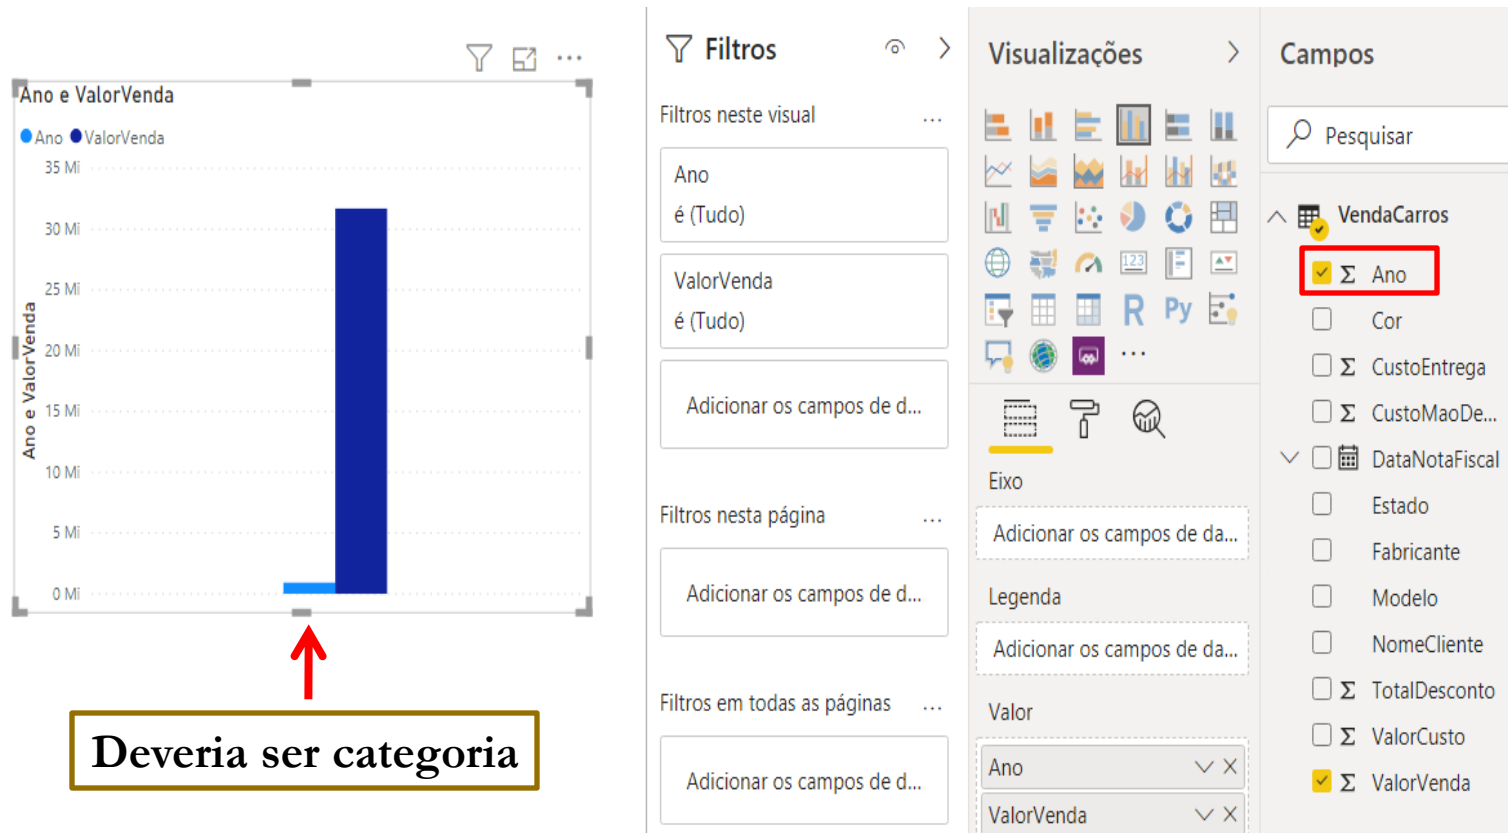 Ano e ValorVenda
Ano ValorVenda
35 Mi
30 Mi
25 Mi
20 Mi
15 Mi
10 Mi
5 Mi
0 Mi
Ano e ValorVenda
Deveria ser categoria
Filtros
Filtros neste visual ...
Ano
é (Tudo)
ValorVenda
é (Tudo)
Adicionar os campos de d...
Filtros nesta página ...
Adicionar os campos de d...
Filtros em todas as páginas ...
Adicionar os campos de d...
Visualizações
123
R Py
...
Eixo
Adicionar os campos de da...
Legenda
Adicionar os campos de da...
Valor
Ano
ValorVenda
Campos
Pesquisar
VendaCarros
Σ Ano
Cor
Σ CustoEntrega
Σ CustoMaoDe...
DataNotaFiscal
Estado
Fabricante
Modelo
NomeCliente
Σ TotalDesconto
Σ ValorCusto
Σ ValorVenda